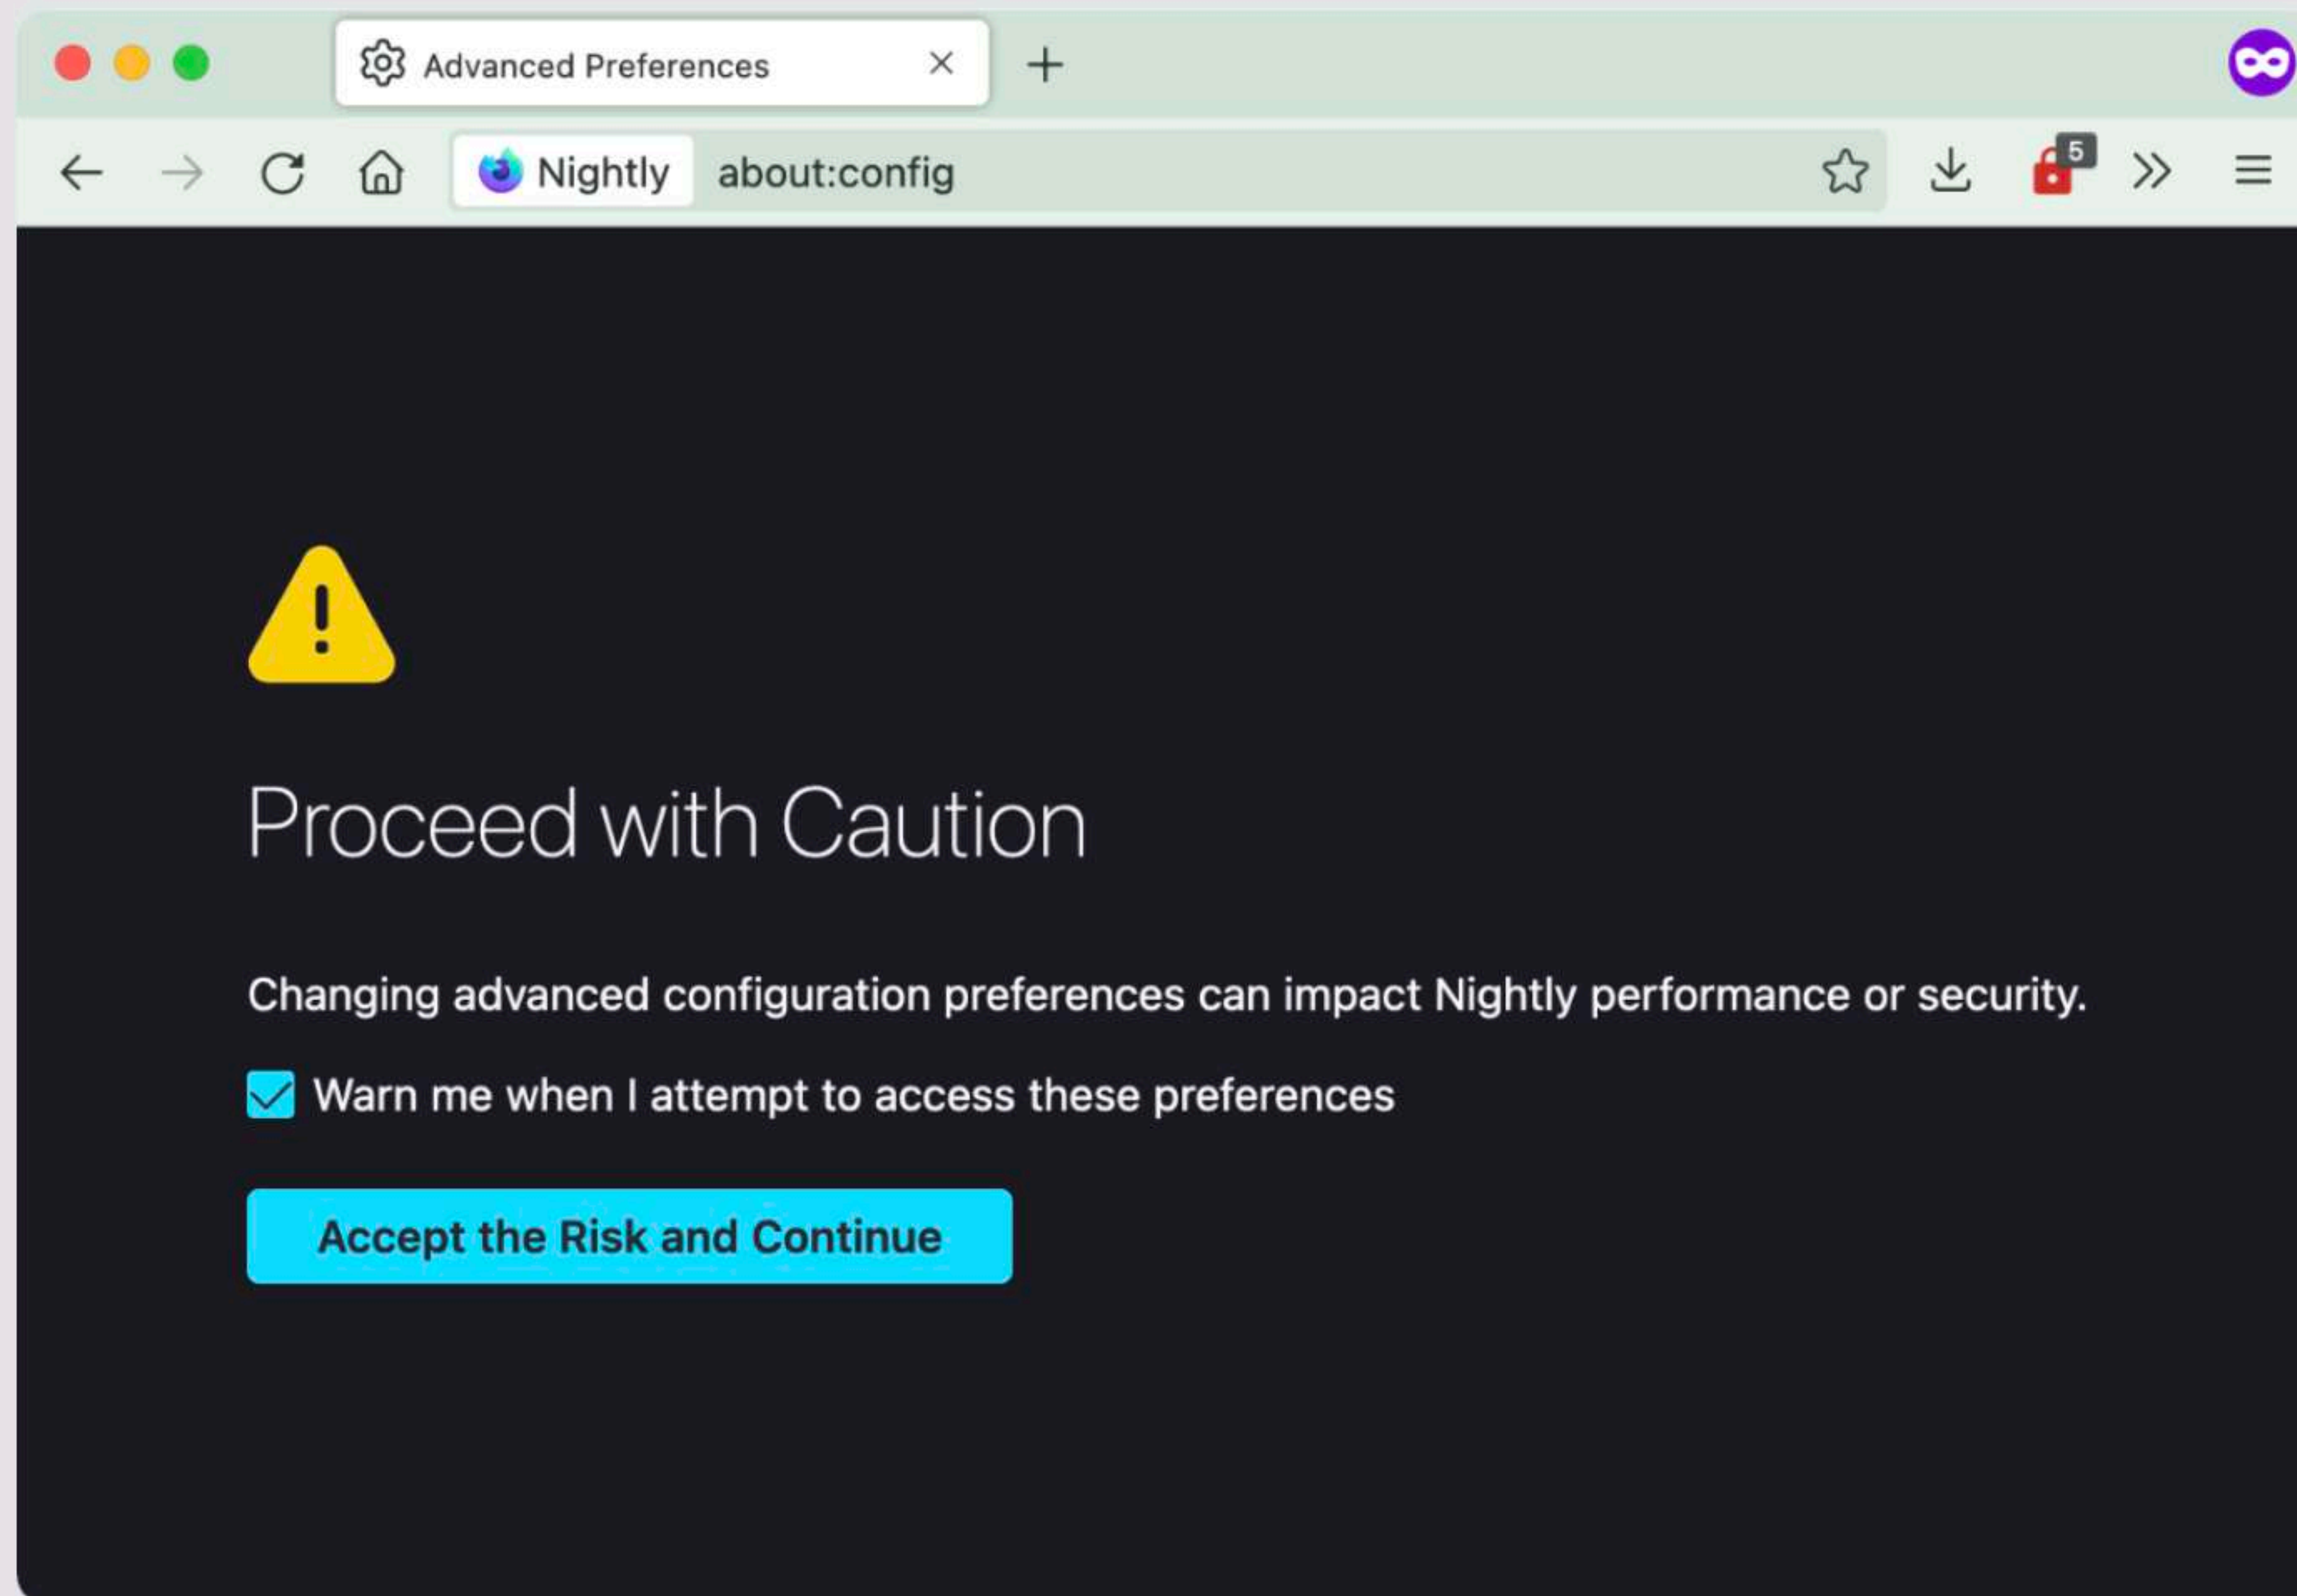 Advanced Preferences
Nightly about:config
5
Proceed with Caution
Changing advanced configuration preferences can impact Nightly performance or security.
Warn me when I attempt to access these preferences
Accept the Risk and Continue